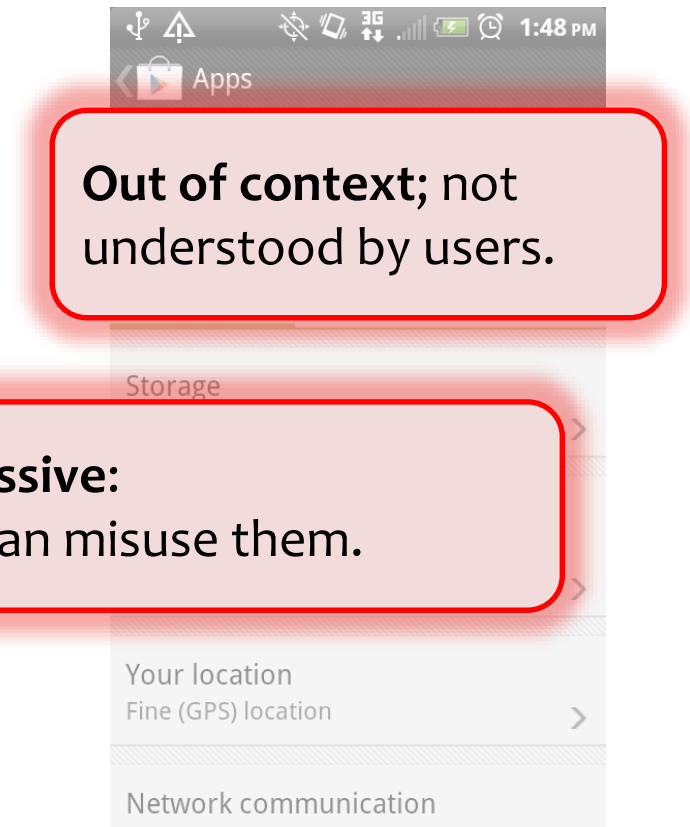 3G 1:48 PM
Apps
Out of context; not
understood by users.
Storage
ssive:
an misuse them.
Your location
Fine (GPS) location
Network communication